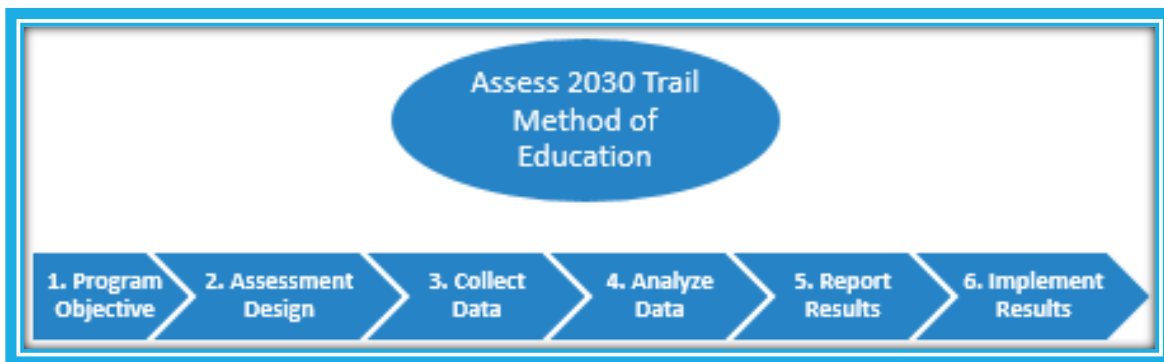 Assess 2030 Trail
Method of
Education
1. Program
Objective
2. Assessment
Design
3. Collect
Data
4. Analyze
Data
5. Report
Results
6. Implement
Results